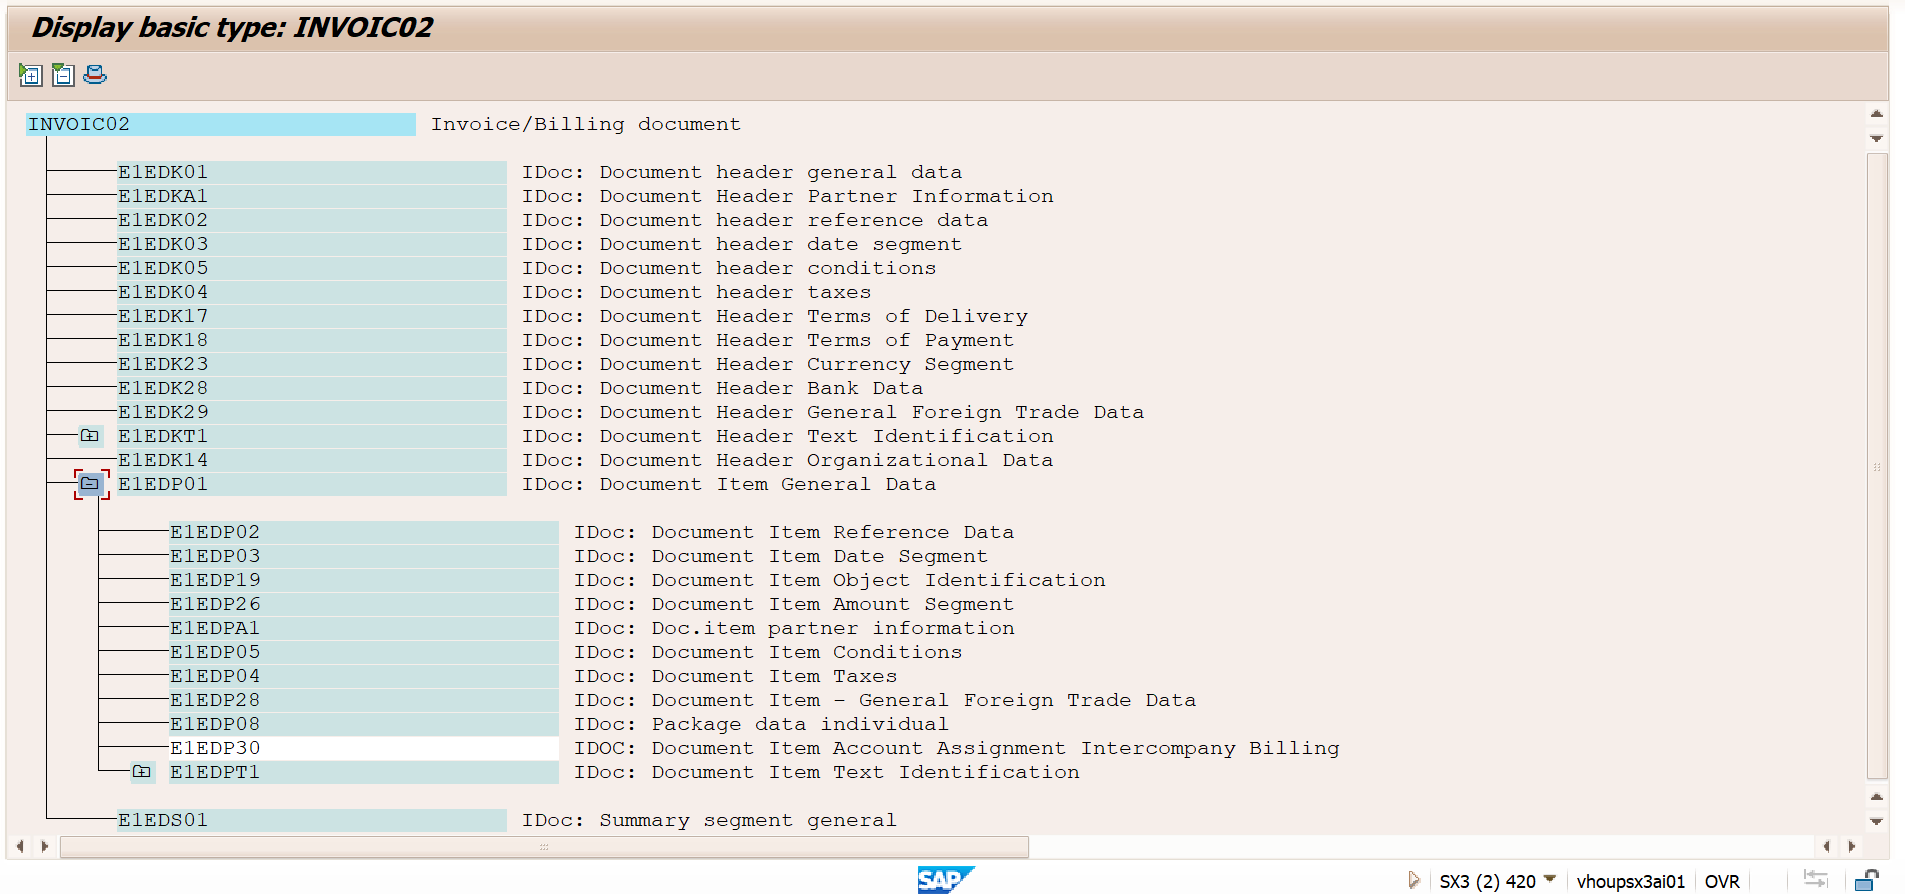 Display basic type: INVOIC02
INVOIC02 Invoice/Billing document
E1EDK01 IDoc: Document header general data
E1EDKA1 IDoc: Document Header Partner Information
E1EDK02 IDoc: Document header reference data
E1EDK03 IDoc: Document header date segment
E1EDK05 IDoc: Document header conditions
E1EDK04 IDoc: Document header taxes
E1EDK17 IDoc: Document Header Terms of Delivery
E1EDK18 IDoc: Document Header Terms of Payment
E1EDK23 IDoc: Document Header Currency Segment
E1EDK28 IDoc: Document Header Bank Data
E1EDK29 IDoc: Document Header General Foreign Trade Data
E1EDKT1 IDoc: Document Header Text Identification
E1EDK14 IDoc: Document Header Organizational Data
E1EDP01 IDoc: Document Item General Data
E1EDP02 IDoc: Document Item Reference Data
E1EDP03 IDoc: Document Item Date Segment
E1EDP19 IDoc: Document Item Object Identification
E1EDP26 IDoc: Document Item Amount Segment
E1EDPA1 IDoc: Doc.item partner information
E1EDP05 IDoc: Document Item Conditions
E1EDP04 IDoc: Document Item Taxes
E1EDP28 IDoc: Document Item - General Foreign Trade Data
E1EDP08 IDoc: Package data individual
E1EDP30 IDOC: Document Item Account Assignment Intercompany Billing
E1EDPT1 IDoc: Document Item Text Identification
E1EDS01 IDoc: Summary segment general
SAP SX3 (2) 420 vhoupsx3ai01 OVR